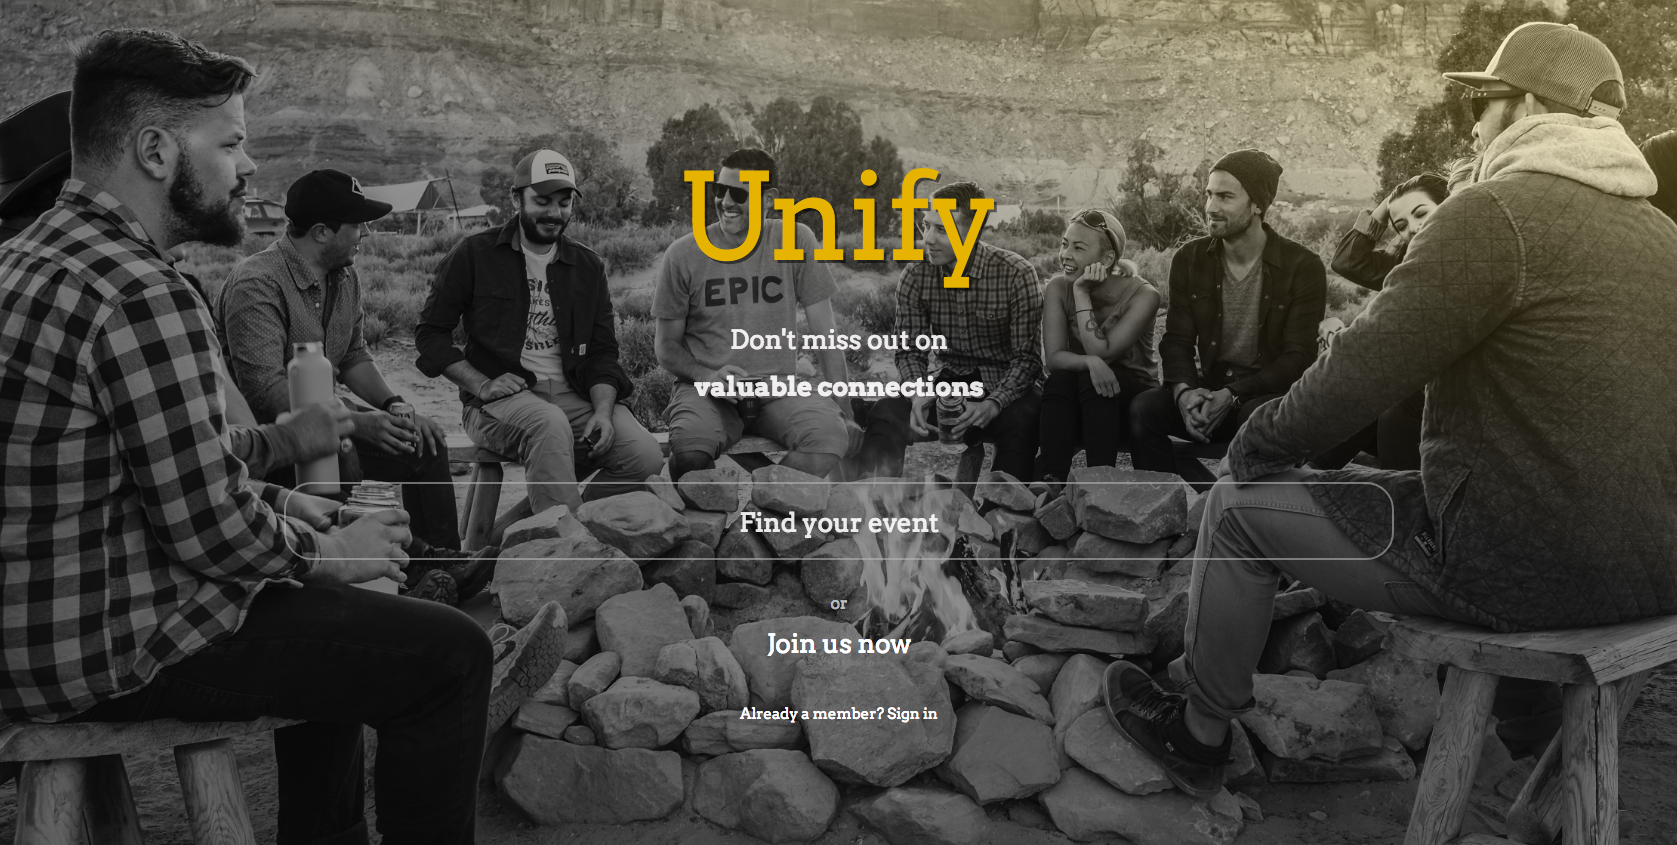 Unify
EPIC
Don't miss out on
valuable connections
Find your event
or
Join us now
Already a member? Sign in